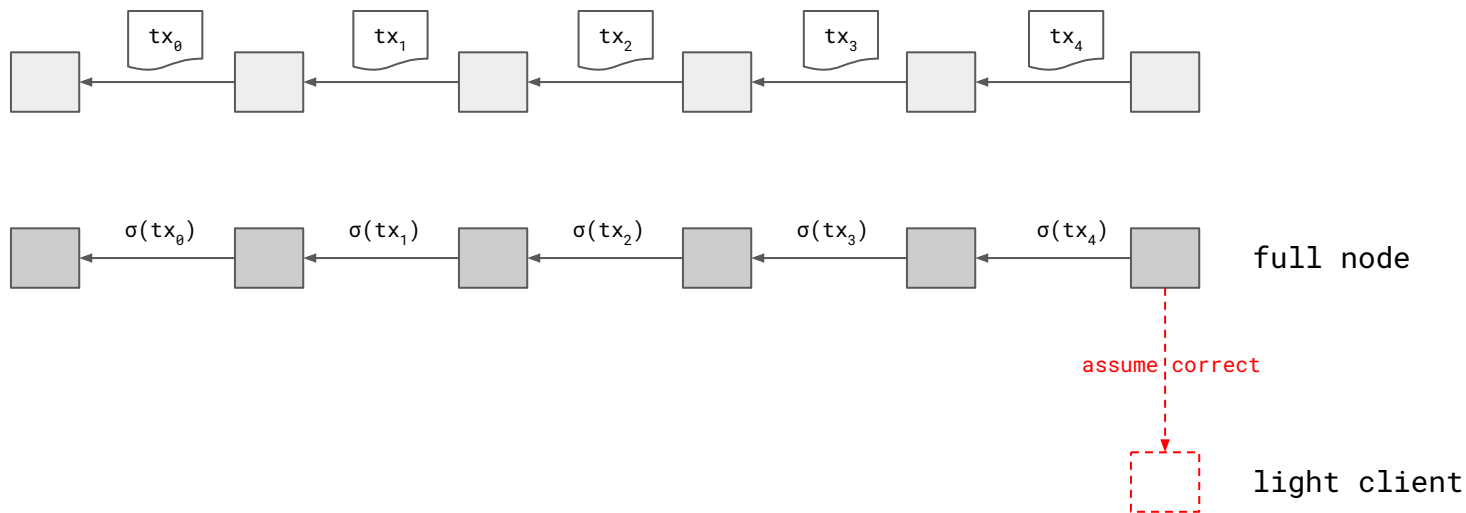 tx₀ tx₁ tx₂ tx₃ tx₄
σ(tx₀) σ(tx₁) σ(tx₂) σ(tx₃) σ(tx₄) full node
assume correct
light client